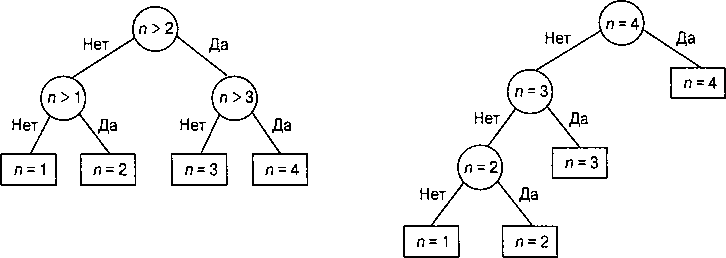 n > 2
Нет
Да
n > 1
n > 3
Нет
Да
Нет
Да
n = 1
n = 2
n = 3
n = 4
n = 4
Нет
Да
n = 3
n = 4
Нет
Да
n = 2
n = 3
Нет
Да
n = 1
n = 2